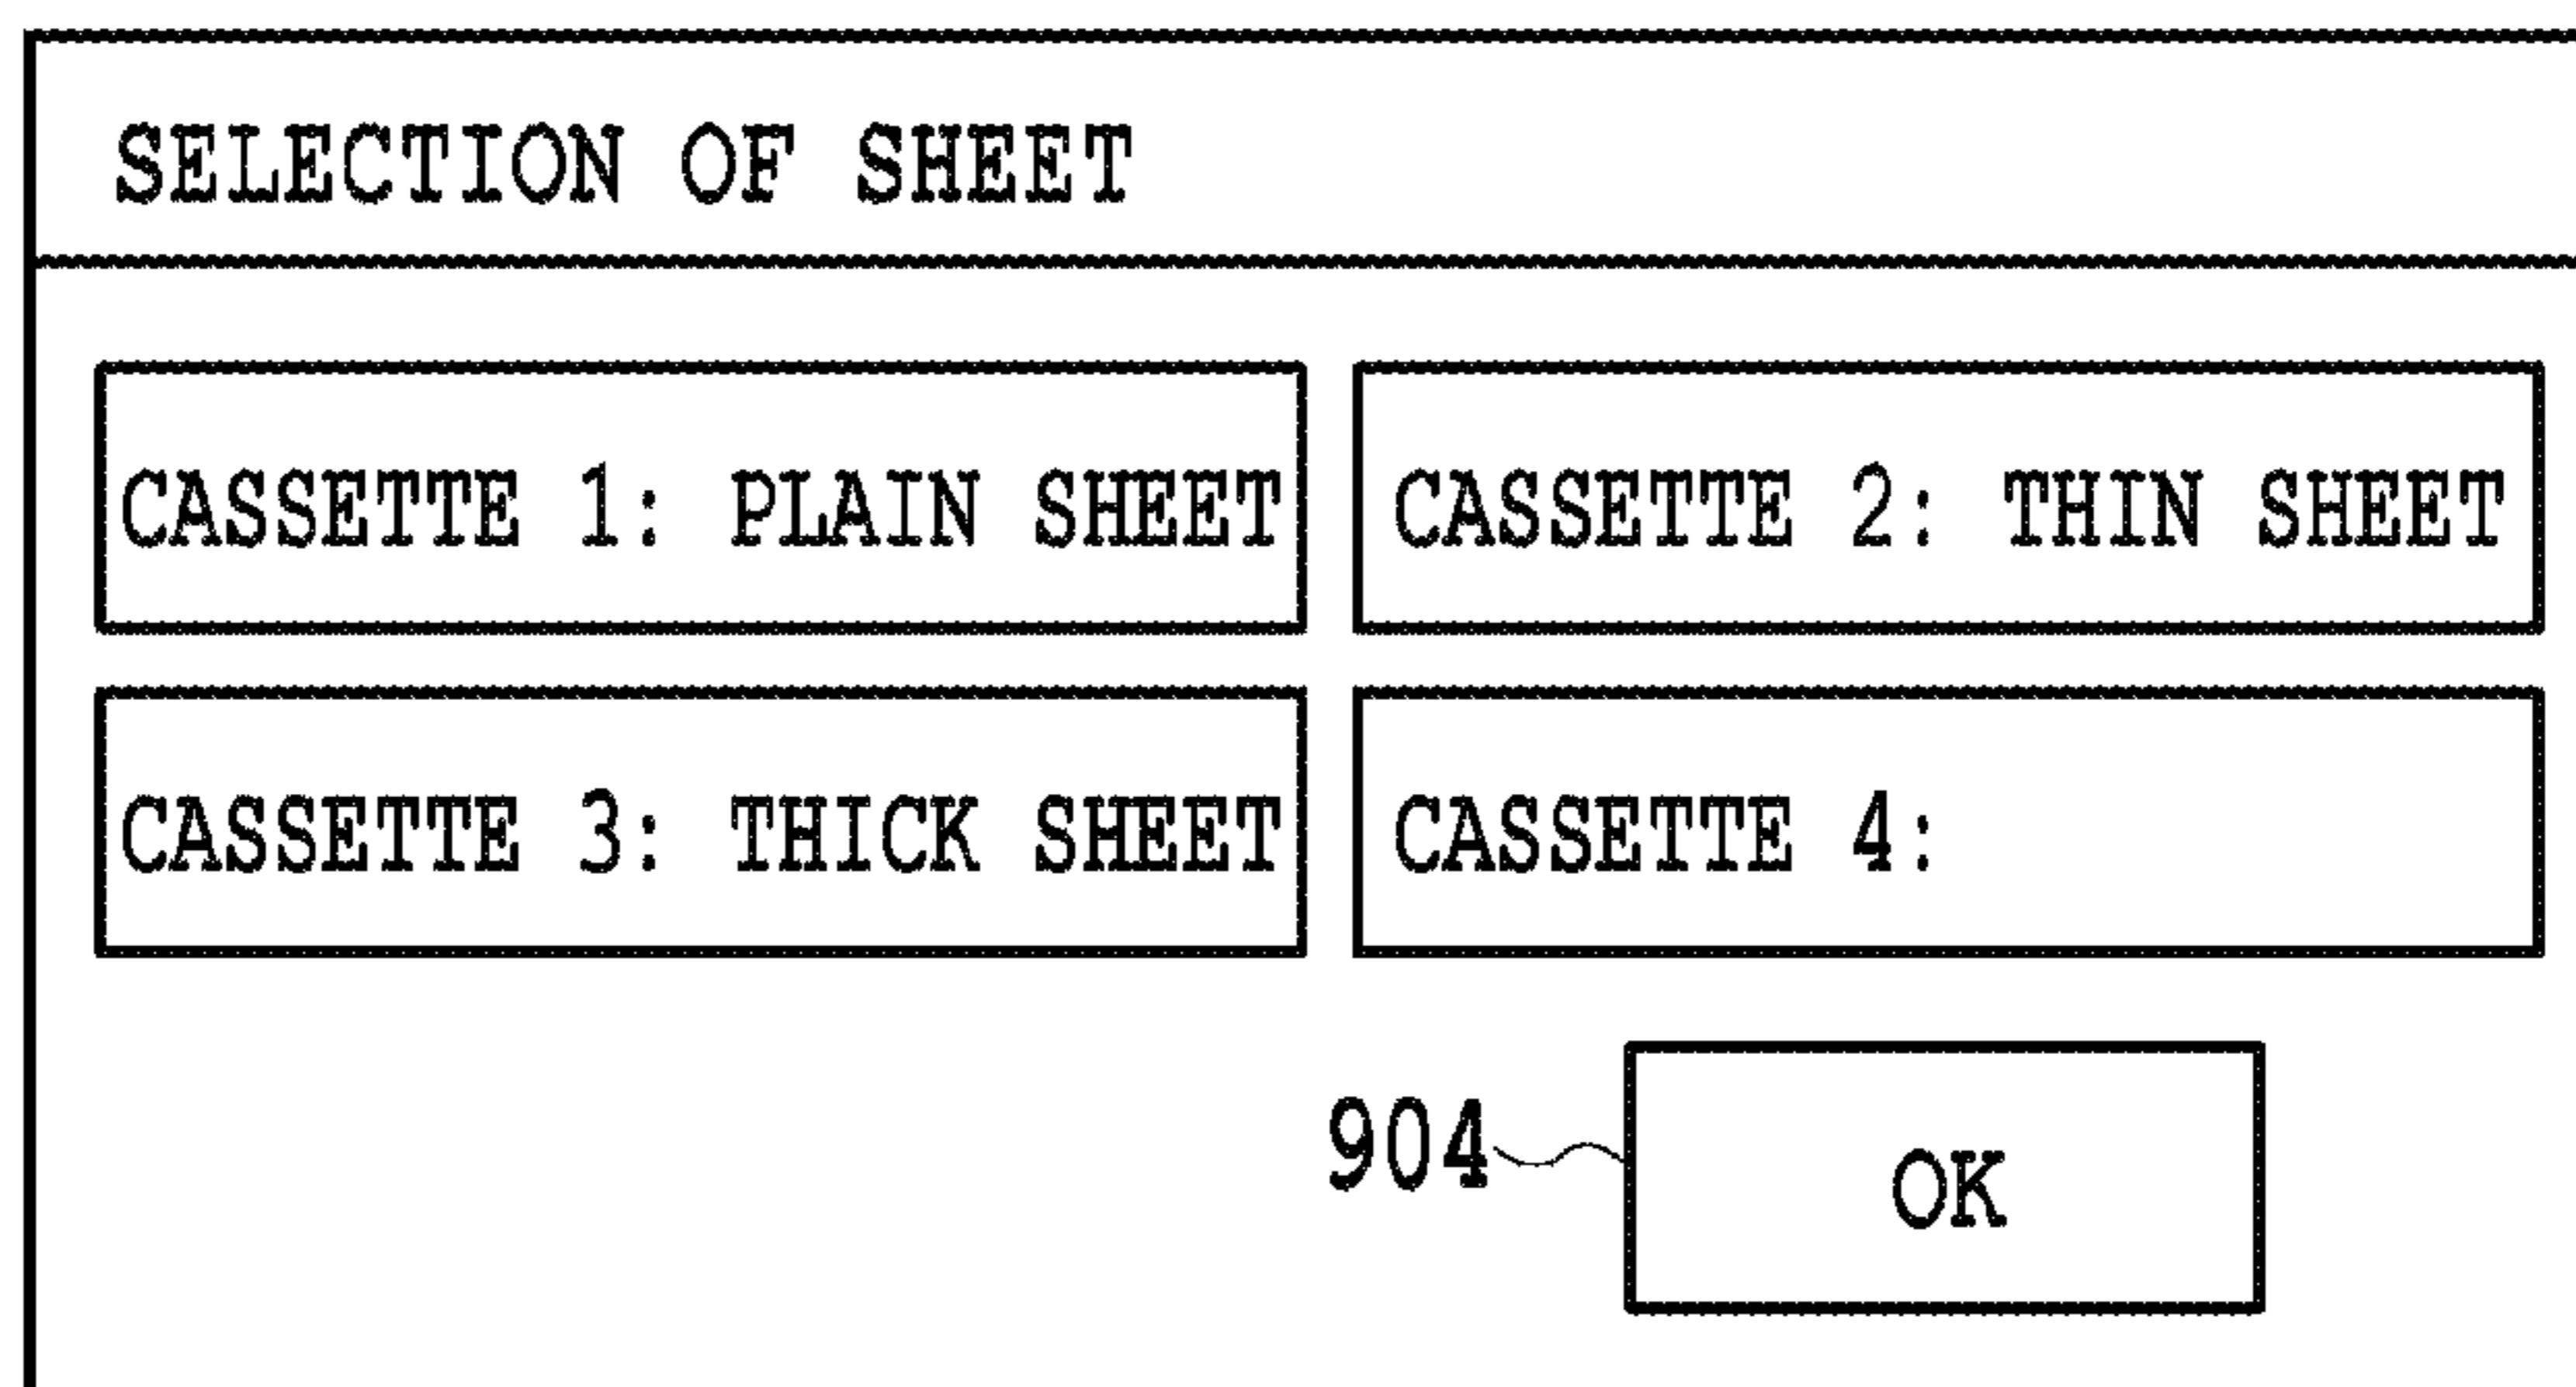 SELECTION OF SHEET
CASSETTE 1: PLAIN SHEET
CASSETTE 2: THIN SHEET
CASSETTE 3: THICK SHEET
CASSETTE 4:
904
OK